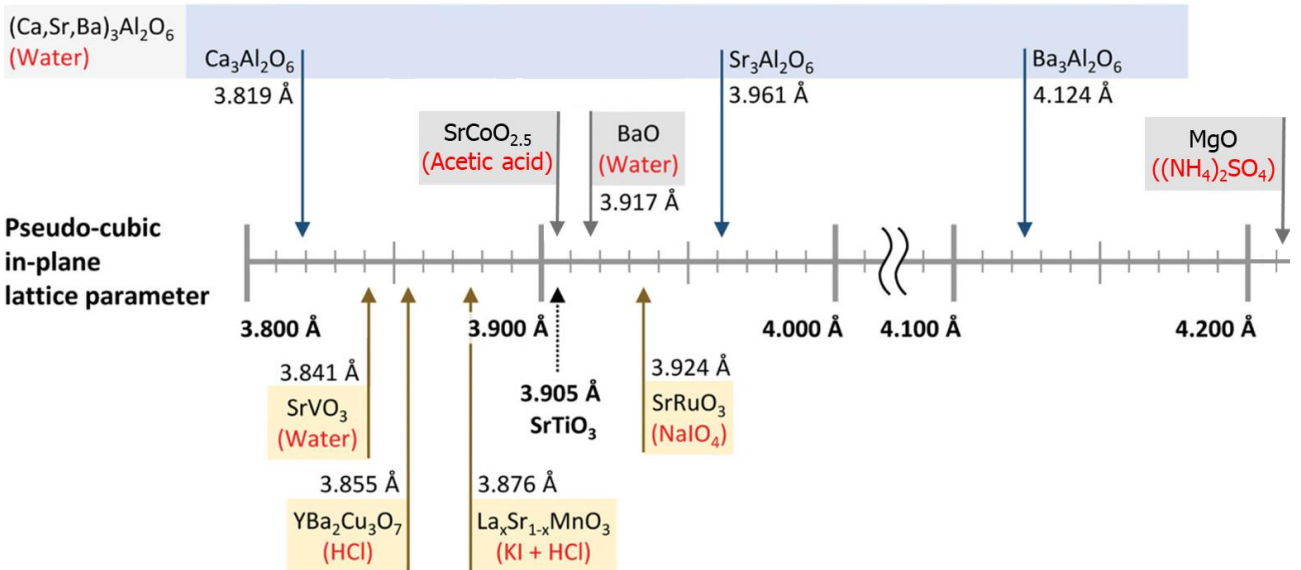 (Ca,Sr,Ba)₃Al₂O₆
(Water)
Ca₃Al₂O₆
3.819 Å
Sr₃Al₂O₆
3.961 Å
Ba₃Al₂O₆
4.124 Å
SrCoO₂.₅
(Acetic acid)
BaO
(Water)
3.917 Å
MgO
((NH₄)₂SO₄)
Pseudo-cubic
in-plane
lattice parameter
3.800 Å
3.900 Å
4.000 Å
4.100 Å
4.200 Å
3.841 Å
SrVO₃
(Water)
3.905 Å
SrTiO₃
3.924 Å
SrRuO₃
(NaIO₄)
3.855 Å
YBa₂Cu₃O₇
(HCl)
3.876 Å
LaₓSr₁₋ₓMnO₃
(KI + HCl)